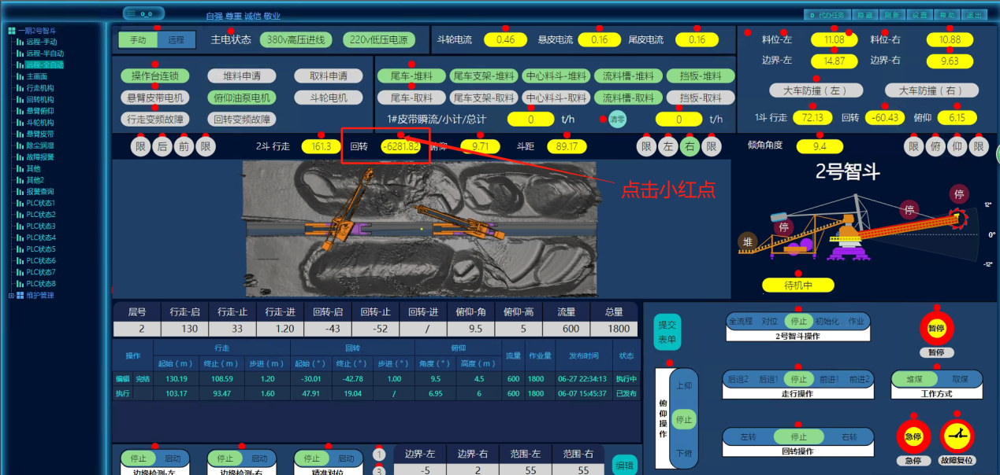 0_0
自强 尊重 诚信 敬业
0 代办任务 隐藏 刷新 设置 帮助 退出
一期2号智斗
远程-手动
远程-半自动
远程-全自动
主画面
行走机构
回转机构
悬臂俯仰
斗轮机构
悬臂皮带
除尘洞湿
故障报警
其他
其他2
报警查询
PLC状态1
PLC状态2
PLC状态3
PLC状态4
PLC状态5
PLC状态6
PLC状态7
PLC状态8
维护管理
手动 远程 主电状态 380v高压进线 220v低压电源
斗轮电流 0.46 悬皮电流 0.16 尾皮电流 0.16
料位-左 11.08 料位-右 10.88
边界-左 14.87 边界-右 9.63
大车防撞（左） 大车防撞（右）
1斗 行走 72.13 回转 -60.43 俯仰 6.15
操作台连锁 堆料申请 取料申请
悬臂皮带电机 俯仰油泵电机 斗轮电机
行走变频故障 回转变频故障
尾车-堆料 尾车支架-堆料 中心料斗-堆料 流料槽-堆料 挡板-堆料
尾车-取料 尾车支架-取料 中心料斗-取料 流料槽-取料 挡板-取料
1#皮带瞬流/小计/总计 0 t/h 清零 0 t/h
限 后 前 限 2斗 行走 161.3 回转 -6281.82 俯仰 9.71 斗距 89.17 限 左 右 限
倾角角度 9.4 限 俯 仰 限
点击小红点
2号智斗
停
停
停
堆
12°
0°
-12°
待机中
层号 行走-启 行走-止 行走-进 回转-启 回转-止 回转-进 俯仰-角 俯仰-高 流量 总量
2 130 33 1.20 -43 -52 / 9.5 5 600 1800
操作 行走 回转 俯仰 流量 作业量 发布时间 状态
起始（m） 终止（m） 步进（m） 起始（°） 终止（°） 步进（°） 角度（°） 高度（m）
编辑 完结 130.19 108.59 1.20 -30.01 -42.78 1.00 9.5 4.5 600 1800 06-27 22:34:13 执行中
执行 103.17 93.47 1.60 47.91 19.04 / 6.95 6 600 1800 06-07 15:45:37 已发布
提交
表单
全流程 对位 停止 初始化 作业
2号智斗操作
暂停
暂停
俯仰操作
上仰
停止
下俯
后退2 后退1 停止 前进1 前进2
走行操作
堆煤 取煤
工作方式
左转 停止 右转
回转操作
急停
急停
故障复位
停止 启动
边缘检测-左
停止 启动
边缘检测-右
停止 启动
精准对位
1
3
边界-左 边界-右 范围-左 范围-右
-5 2 55 55
编辑